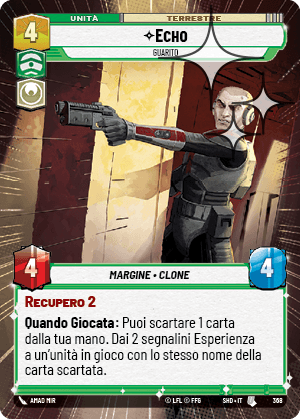 UNITÀ
TERRESTRE
4
✧ECHO
GUARITO
4
MARGINE • CLONE
4
RECUPERO 2
Quando Giocata: Puoi scartare 1 carta
dalla tua mano. Dai 2 segnalini Esperienza
a un'unità in gioco con lo stesso nome della
carta scartata.
AMAD MIR
© LFL © FFG
SHD • IT
368